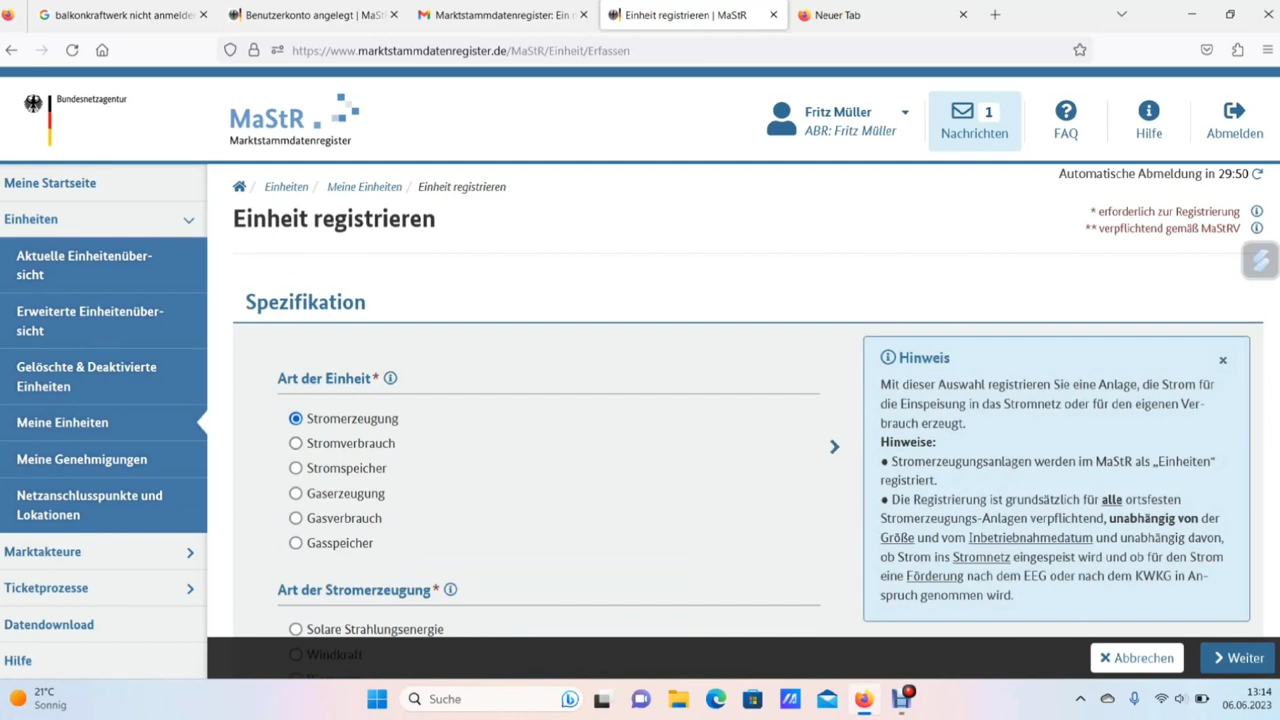 balkonkraftwerk nicht anmelde
Benutzerkonto angelegt | MaSt
Marktstammdatenregister: Ein n
Einheit registrieren | MaStR
Neuer Tab
https://www.marktstammdatenregister.de/MaStR/Einheit/Erfassen
Bundesnetzagentur
MaStR
Marktstammdatenregister
Fritz Müller
ABR: Fritz Müller
1
Nachrichten
FAQ
Hilfe
Abmelden
Meine Startseite
Einheiten
Aktuelle Einheitenüber-
sicht
Erweiterte Einheitenüber-
sicht
Gelöschte & Deaktivierte
Einheiten
Meine Einheiten
Meine Genehmigungen
Netzanschlusspunkte und
Lokationen
Marktakteure
Ticketprozesse
Datendownload
Hilfe
/ Einheiten / Meine Einheiten / Einheit registrieren
Automatische Abmeldung in 29:50
Einheit registrieren
* erforderlich zur Registrierung
** verpflichtend gemäß MaStRV
Spezifikation
Art der Einheit *
Stromerzeugung
Stromverbrauch
Stromspeicher
Gaserzeugung
Gasverbrauch
Gasspeicher
Art der Stromerzeugung *
Solare Strahlungsenergie
Windkraft
Hinweis
Mit dieser Auswahl registrieren Sie eine Anlage, die Strom für
die Einspeisung in das Stromnetz oder für den eigenen Ver-
brauch erzeugt.
Hinweise:
● Stromerzeugungsanlagen werden im MaStR als „Einheiten“
registriert.
● Die Registrierung ist grundsätzlich für alle ortsfesten
Stromerzeugungs-Anlagen verpflichtend, unabhängig von der
Größe und vom Inbetriebnahmedatum und unabhängig davon,
ob Strom ins Stromnetz eingespeist wird und ob für den Strom
eine Förderung nach dem EEG oder nach dem KWKG in An-
spruch genommen wird.
Abbrechen
Weiter
21°C
Sonnig
Suche
13:14
06.06.2023